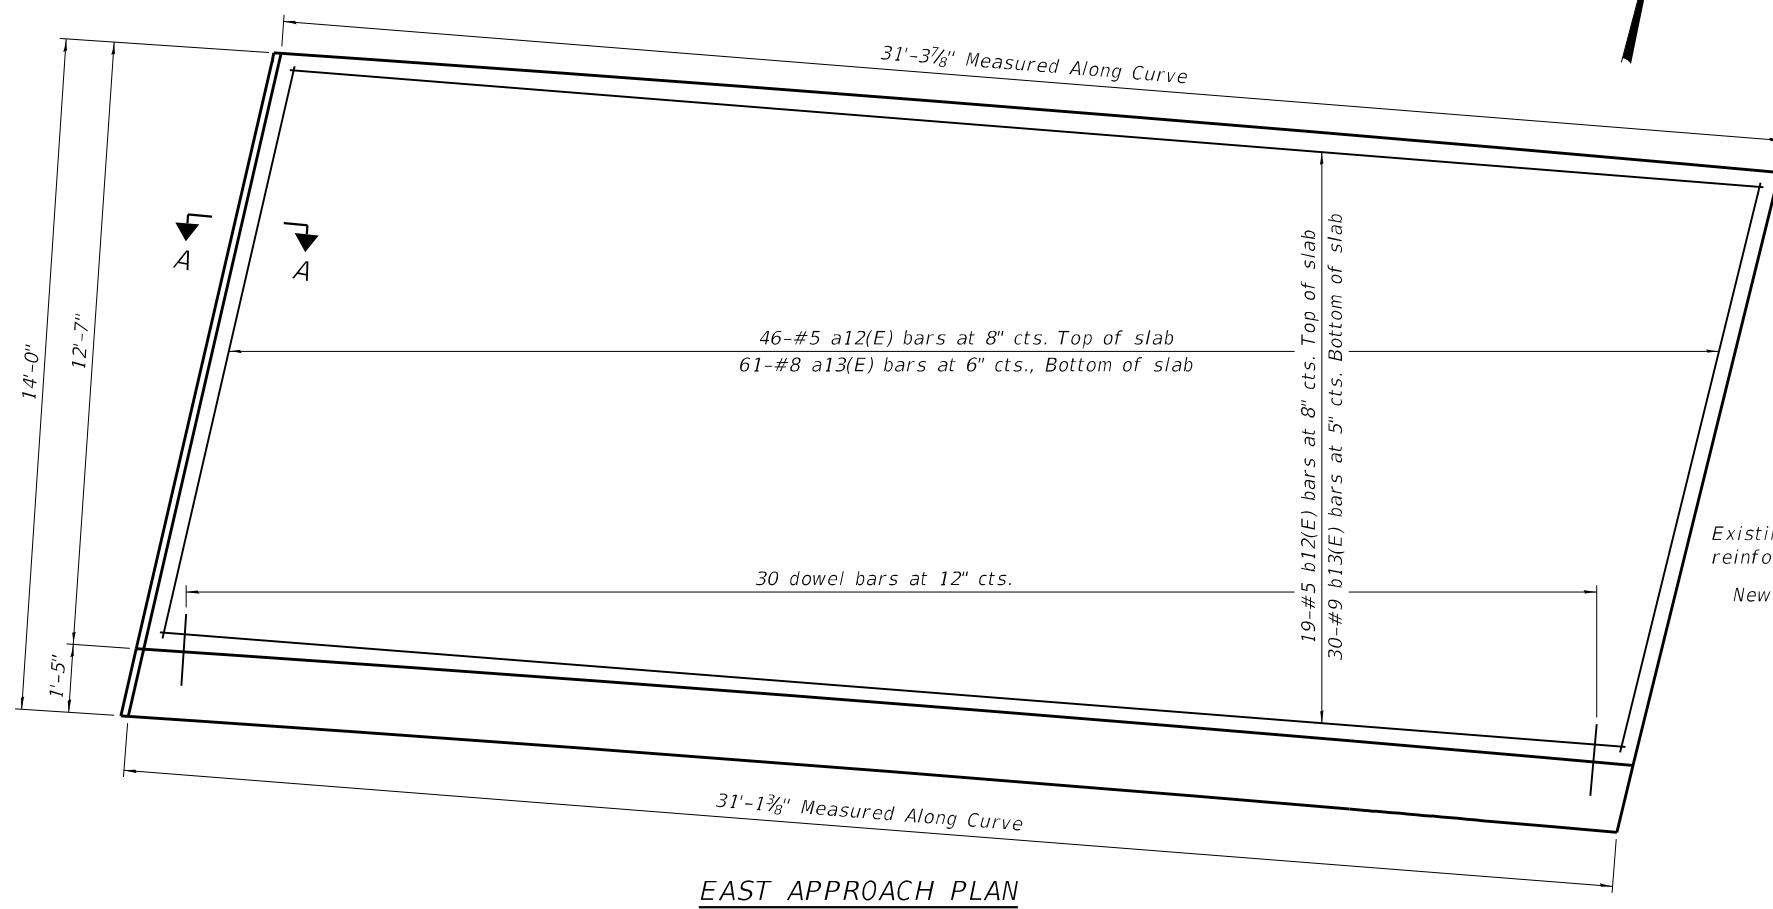 31'-3⅞" Measured Along Curve
14'-0"
12'-7"
A
A
46-#5 a12(E) bars at 8" cts. Top of slab
61-#8 a13(E) bars at 6" cts., Bottom of slab
19-#5 b12(E) bars at 8" cts. Top of slab
30-#9 b13(E) bars at 5" cts. Bottom of slab
30 dowel bars at 12" cts.
1'-5"
New
31'-1⅜" Measured Along Curve
EAST APPROACH PLAN